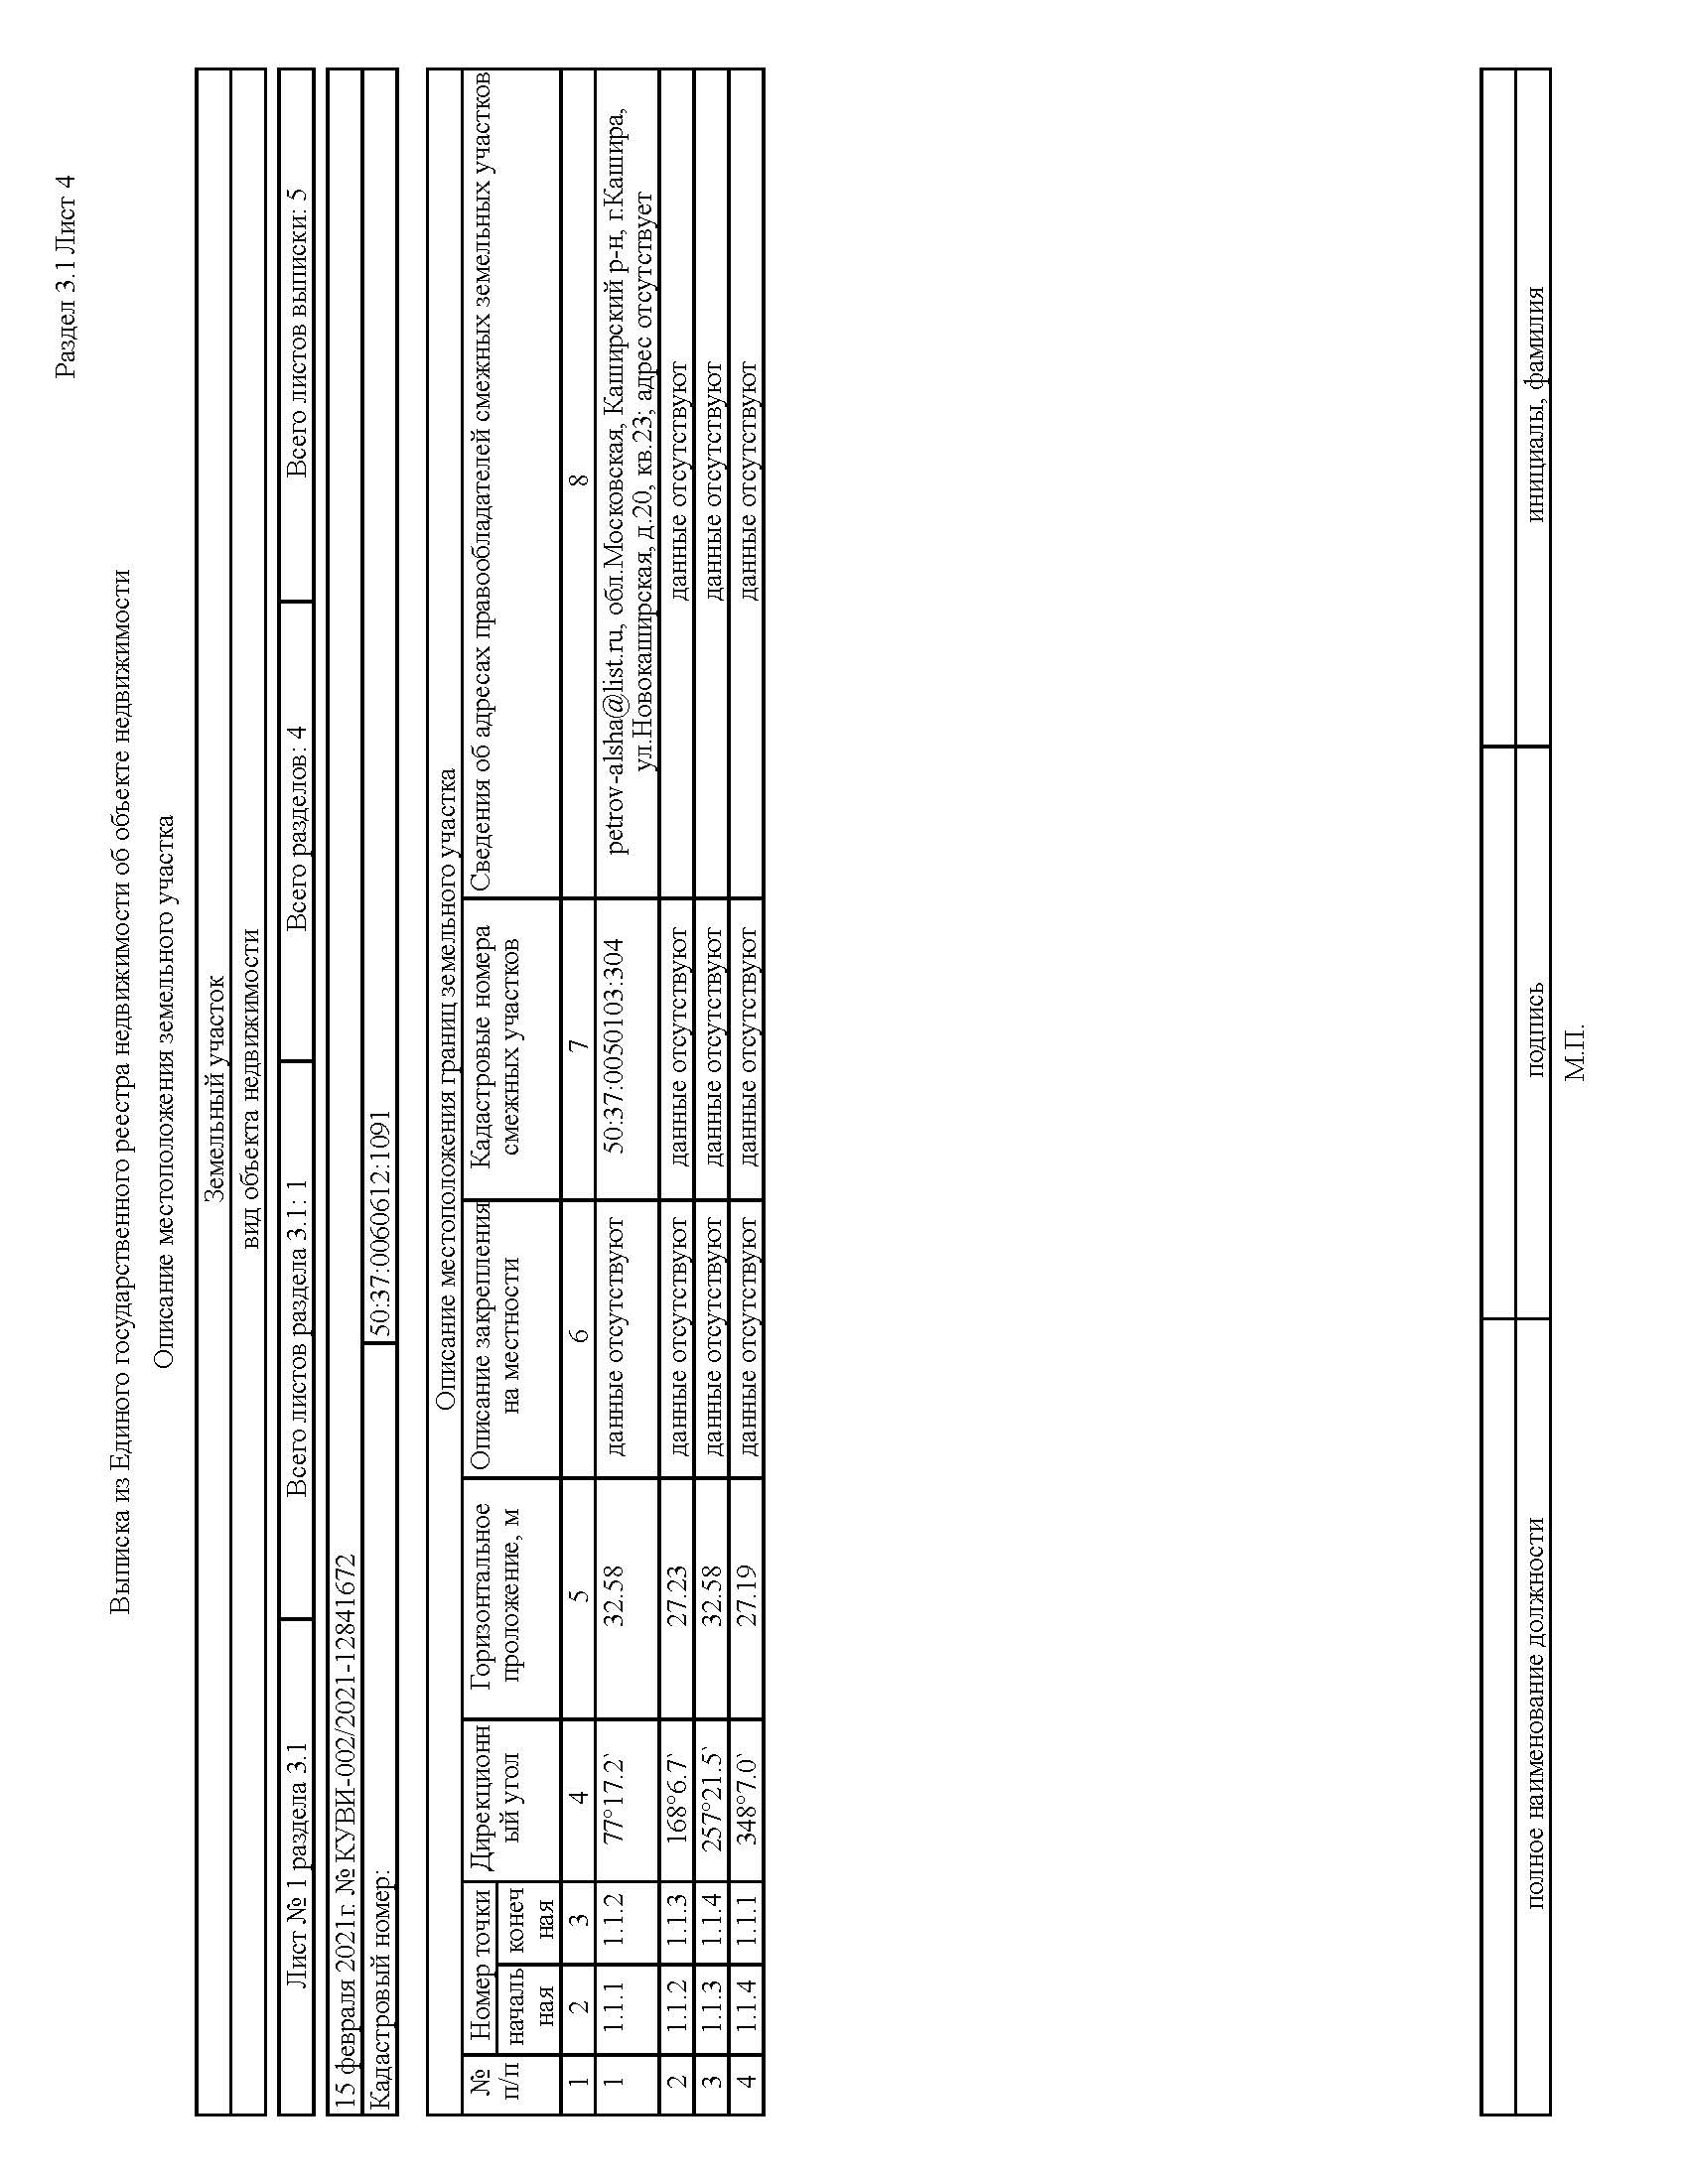 Раздел 3.1 Лист 4
Выписка из Единого государственного реестра недвижимости об объекте недвижимости
Описание местоположения земельного участка
Земельный участок
вид объекта недвижимости
Лист № 1 раздела 3.1 Всего листов раздела 3.1: 1 Всего разделов: 4 Всего листов выписки: 5
15 февраля 2021г. № КУВИ-002/2021-12841672
Кадастровый номер: 50:37:0060612:1091
Описание местоположения границ земельного участка
№ Номер точки Дирекционн Горизонтальное Описание закрепления Кадастровые номера Сведения об адресах правообладателей смежных земельных участков
п/п началь конеч ый угол проложение, м на местности смежных участков
ная ная
1 2 3 4 5 6 7 8
1 1.1.1 1.1.2 77°17.2` 32.58 данные отсутствуют 50:37:0050103:304 petrov-alsha@list.ru, обл.Московская, Каширский р-н, г.Кашира,
ул.Новокаширская, д.20, кв.23; адрес отсутствует
2 1.1.2 1.1.3 168°6.7` 27.23 данные отсутствуют данные отсутствуют данные отсутствуют
3 1.1.3 1.1.4 257°21.5` 32.58 данные отсутствуют данные отсутствуют данные отсутствуют
4 1.1.4 1.1.1 348°7.0` 27.19 данные отсутствуют данные отсутствуют данные отсутствуют
полное наименование должности подпись инициалы, фамилия
М.П.